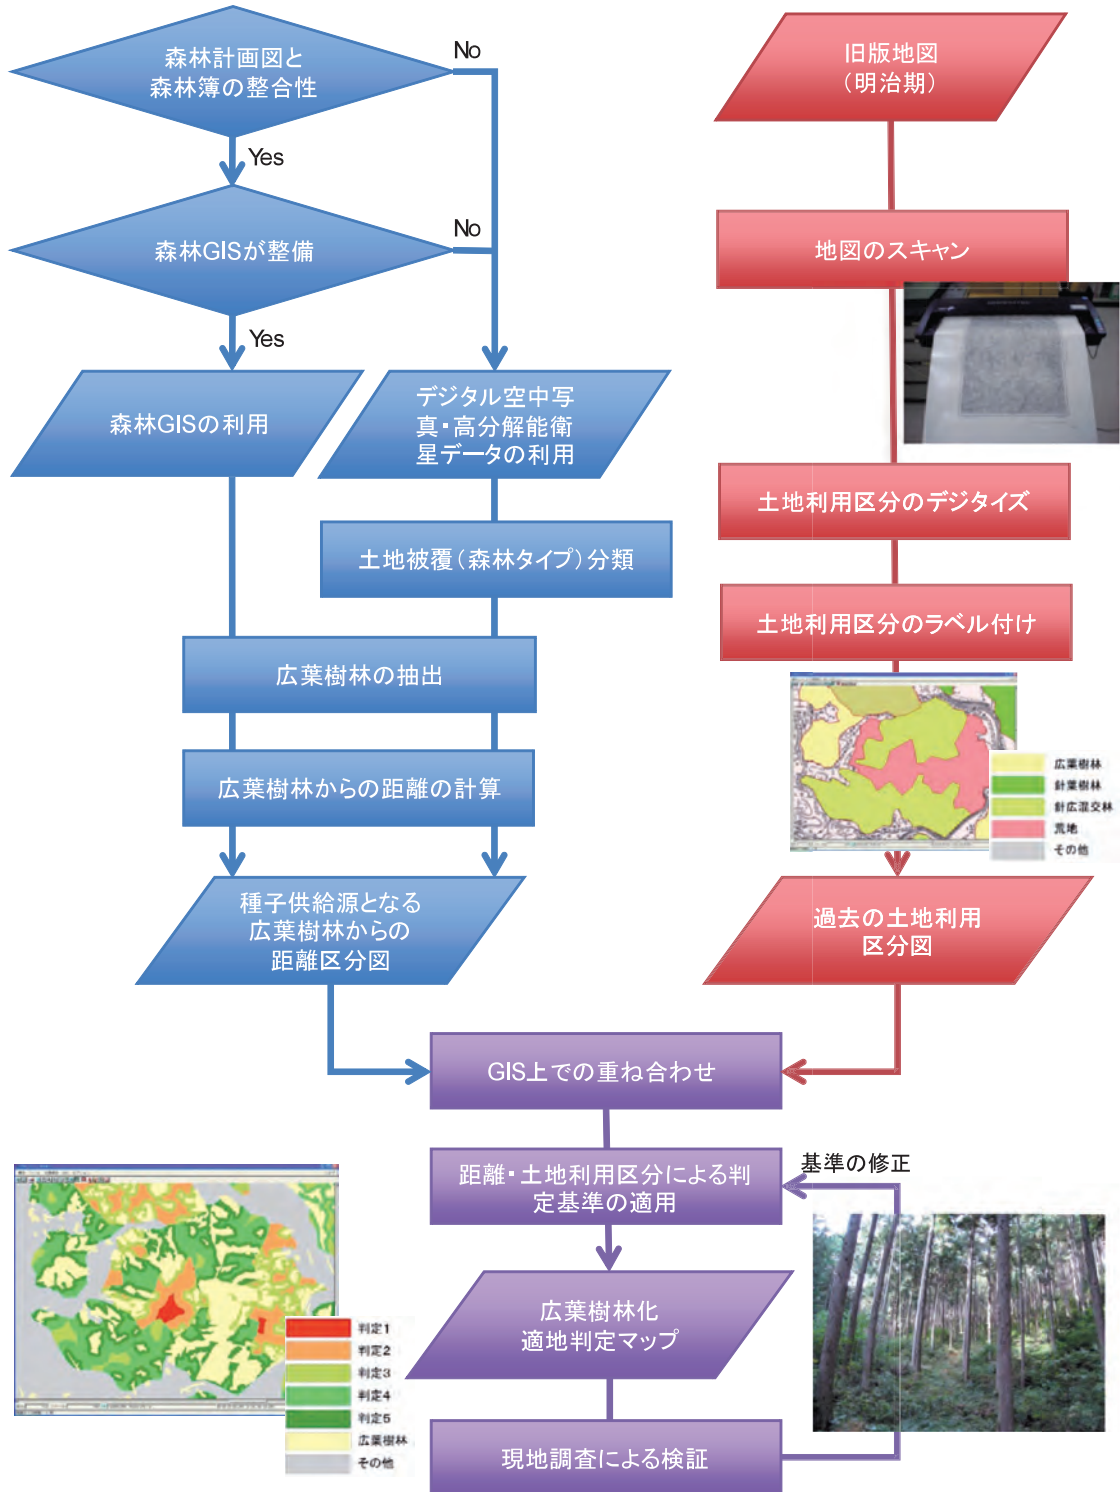 森林計画図と
森林簿の整合性
No
Yes
森林GISが整備
No
Yes
森林GISの利用
デジタル空中写
真・高分解能衛
星データの利用
土地被覆（森林タイプ）分類
広葉樹林の抽出
広葉樹林からの距離の計算
種子供給源となる
広葉樹林からの
距離区分図
旧版地図
（明治期）
地図のスキャン
土地利用区分のデジタイズ
土地利用区分のラベル付け
広葉樹林
針葉樹林
針広混交林
荒地
その他
過去の土地利用
区分図
GIS上での重ね合わせ
距離・土地利用区分による判
定基準の適用
基準の修正
広葉樹林化
適地判定マップ
現地調査による検証
判定1
判定2
判定3
判定4
判定5
広葉樹林
その他